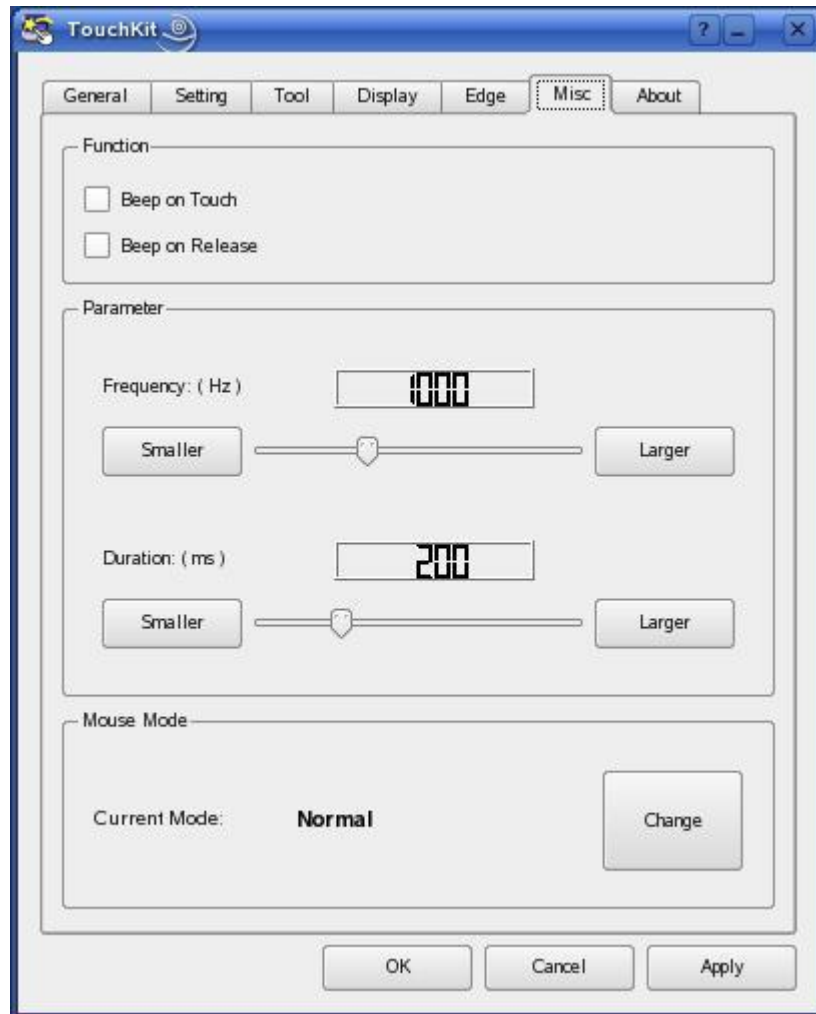 TouchKit
General Setting Tool Display Edge Misc About
Function
Beep on Touch
Beep on Release
Parameter
Frequency: ( Hz ) 1000
Smaller Larger
Duration: ( ms ) 200
Smaller Larger
Mouse Mode
Current Mode: Normal Change
OK Cancel Apply